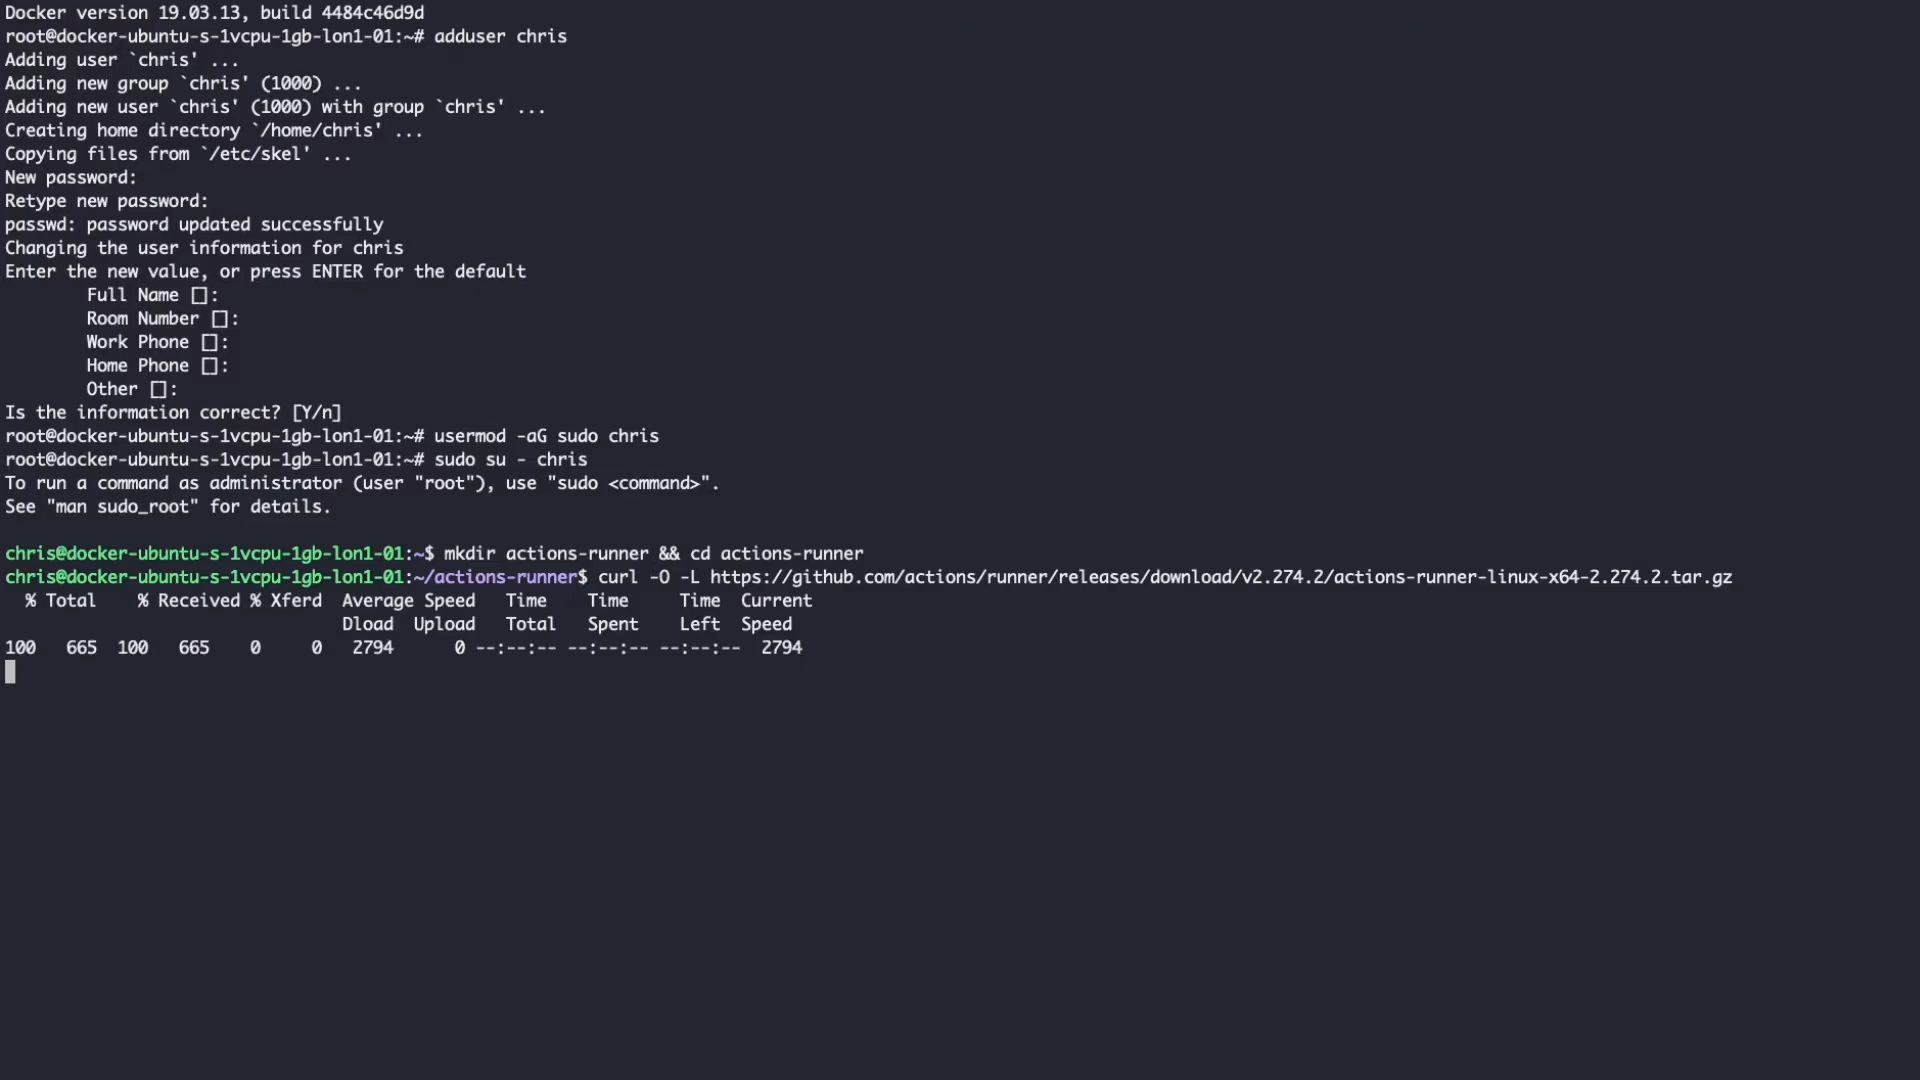 Docker version 19.03.13, build 4484c46d9d
root@docker-ubuntu-s-1vcpu-1gb-lon1-01:~# adduser chris
Adding user `chris' ...
Adding new group `chris' (1000) ...
Adding new user `chris' (1000) with group `chris' ...
Creating home directory `/home/chris' ...
Copying files from `/etc/skel' ...
New password:
Retype new password:
passwd: password updated successfully
Changing the user information for chris
Enter the new value, or press ENTER for the default
        Full Name []:
        Room Number []:
        Work Phone []:
        Home Phone []:
        Other []:
Is the information correct? [Y/n]
root@docker-ubuntu-s-1vcpu-1gb-lon1-01:~# usermod -aG sudo chris
root@docker-ubuntu-s-1vcpu-1gb-lon1-01:~# sudo su - chris
To run a command as administrator (user "root"), use "sudo <command>".
See "man sudo_root" for details.

chris@docker-ubuntu-s-1vcpu-1gb-lon1-01:~$ mkdir actions-runner && cd actions-runner
chris@docker-ubuntu-s-1vcpu-1gb-lon1-01:~/actions-runner$ curl -O -L https://github.com/actions/runner/releases/download/v2.274.2/actions-runner-linux-x64-2.274.2.tar.gz
  % Total    % Received % Xferd  Average Speed   Time    Time     Time  Current
                                 Dload  Upload   Total   Spent    Left  Speed
100   665  100   665    0     0   2794      0 --:--:-- --:--:-- --:--:--  2794